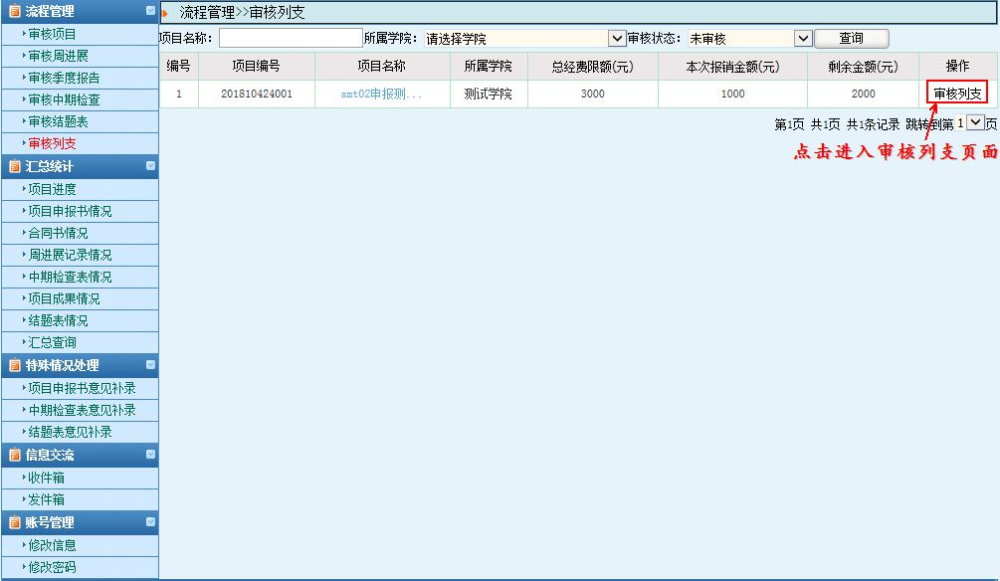 流程管理
审核项目
审核周进展
审核季度报告
审核中期检查
审核结题表
审核列支
汇总统计
项目进度
项目申报书情况
合同书情况
周进展记录情况
中期检查表情况
项目成果情况
结题表情况
汇总查询
特殊情况处理
项目申报书意见补录
中期检查表意见补录
结题表意见补录
信息交流
收件箱
发件箱
账号管理
修改信息
修改密码
流程管理>>审核列支
项目名称: 所属学院: 请选择学院 审核状态: 未审核 查询
编号 项目编号 项目名称 所属学院 总经费限额(元) 本次报销金额(元) 剩余金额(元) 操作
1 201810424001 smt02申报测... 测试学院 3000 1000 2000 审核列支
第1页 共1页 共1条记录 跳转到第 1 页
点击进入审核列支页面